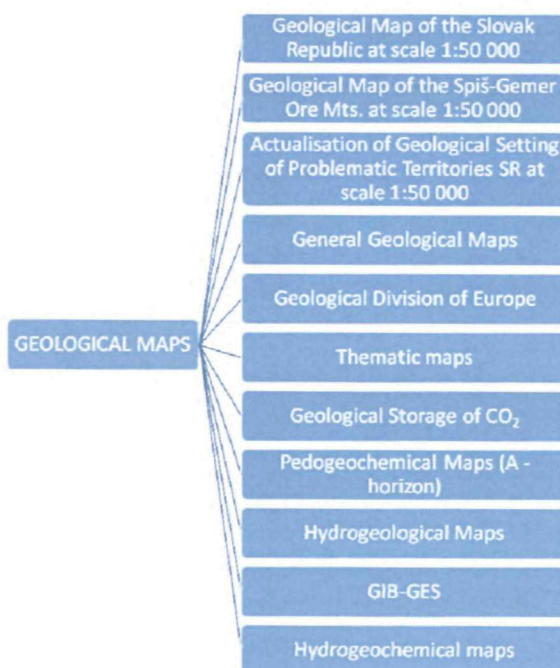 Geological Map of the Slovak
Republic at scale 1:50 000
Geological Map of the Spiš-Gemer
Ore Mts. at scale 1:50 000
Actualisation of Geological Setting
of Problematic Territories SR at
scale 1:50 000
General Geological Maps
Geological Division of Europe
GEOLOGICAL MAPS
Thematic maps
Geological Storage of CO₂
Pedogeochemical Maps (A -
horizon)
Hydrogeological Maps
GIB-GES
Hydrogeochemical maps